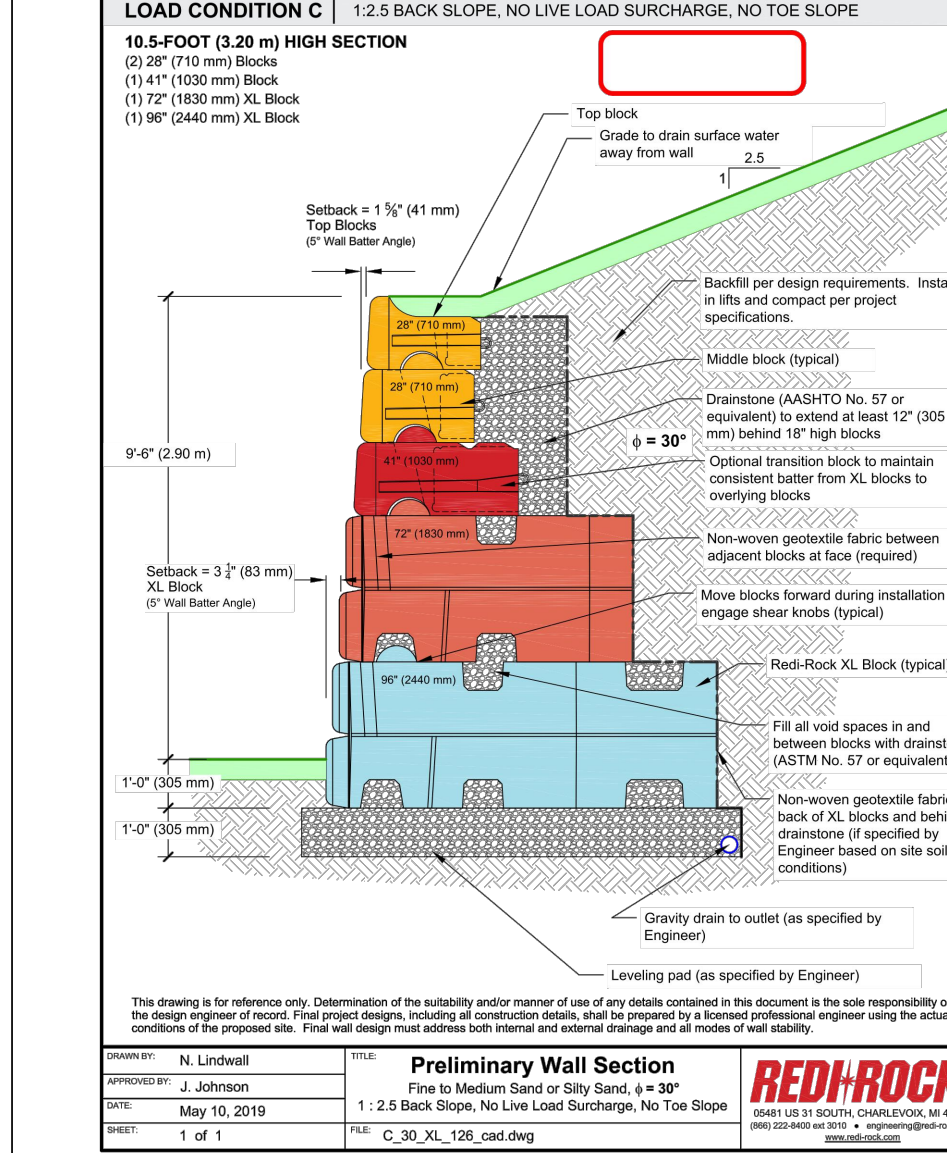 LOAD CONDITION C | 1:2.5 BACK SLOPE, NO LIVE LOAD SURCHARGE, NO TOE SLOPE
10.5-FOOT (3.20 m) HIGH SECTION
(2) 28" (710 mm) Blocks
(1) 41" (1030 mm) Block
(1) 72" (1830 mm) XL Block
(1) 96" (2440 mm) XL Block
Top block
Grade to drain surface water
away from wall
2.5
1
Setback = 1 ⅝" (41 mm)
Top Blocks
(5° Wall Batter Angle)
Backfill per design requirements. Insta
in lifts and compact per project
specifications.
28" (710 mm)
Middle block (typical)
28" (710 mm)
Drainstone (AASHTO No. 57 or
equivalent) to extend at least 12" (305
mm) behind 18" high blocks
ϕ = 30°
9'-6" (2.90 m)
41" (1030 mm)
Optional transition block to maintain
consistent batter from XL blocks to
overlying blocks
72" (1830 mm)
Non-woven geotextile fabric between
adjacent blocks at face (required)
Setback = 3 ¼" (83 mm)
XL Block
(5° Wall Batter Angle)
Move blocks forward during installation
engage shear knobs (typical)
96" (2440 mm)
Redi-Rock XL Block (typical
Fill all void spaces in and
between blocks with drainst
(ASTM No. 57 or equivalent
1'-0" (305 mm)
Non-woven geotextile fabri
back of XL blocks and behi
drainstone (if specified by
Engineer based on site soil
conditions)
1'-0" (305 mm)
Gravity drain to outlet (as specified by
Engineer)
Leveling pad (as specified by Engineer)
This drawing is for reference only. Determination of the suitability and/or manner of use of any details contained in this document is the sole responsibility o
the design engineer of record. Final project designs, including all construction details, shall be prepared by a licensed professional engineer using the actua
conditions of the proposed site. Final wall design must address both internal and external drainage and all modes of wall stability.
DRAWN BY: N. Lindwall
APPROVED BY: J. Johnson
DATE: May 10, 2019
SHEET: 1 of 1
TITLE: Preliminary Wall Section
Fine to Medium Sand or Silty Sand, ϕ = 30°
1 : 2.5 Back Slope, No Live Load Surcharge, No Toe Slope
FILE: C_30_XL_126_cad.dwg
REDI ROCK
05481 US 31 SOUTH, CHARLEVOIX, MI 4
(866) 222-8400 ext 3010 • engineering@redi-ro
www.redi-rock.com